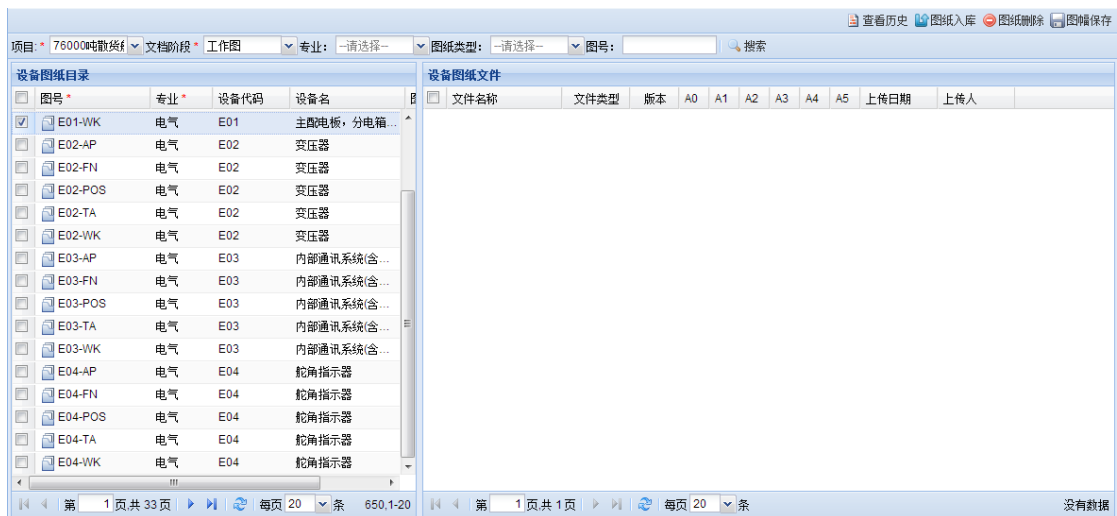 查看历史 图纸入库 图纸删除 图幅保存
项目:* 76000吨散货船 文档阶段* 工作图 专业: --请选择-- 图纸类型: --请选择-- 图号: 搜索
设备图纸目录 设备图纸文件
图号* 专业* 设备代码 设备名 文件名称 文件类型 版本 A0 A1 A2 A3 A4 A5 上传日期 上传人
E01-WK 电气 E01 主配电板,分电箱...
E02-AP 电气 E02 变压器
E02-FN 电气 E02 变压器
E02-POS 电气 E02 变压器
E02-TA 电气 E02 变压器
E02-WK 电气 E02 变压器
E03-AP 电气 E03 内部通讯系统(含...
E03-FN 电气 E03 内部通讯系统(含...
E03-POS 电气 E03 内部通讯系统(含...
E03-TA 电气 E03 内部通讯系统(含...
E03-WK 电气 E03 内部通讯系统(含...
E04-AP 电气 E04 舵角指示器
E04-FN 电气 E04 舵角指示器
E04-POS 电气 E04 舵角指示器
E04-TA 电气 E04 舵角指示器
E04-WK 电气 E04 舵角指示器
第 1 页,共 33 页 每页 20 条 650,1-20 第 1 页,共 1 页 每页 20 条 没有数据